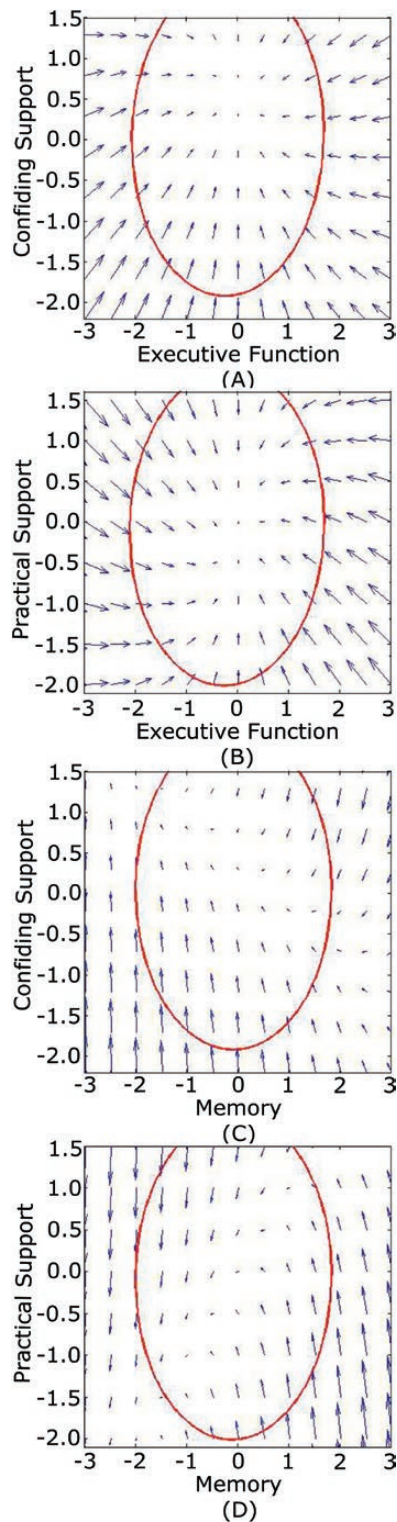 1.5
1.0
0.5
0.0
-0.5
-1.0
-1.5
-2.0
Confiding Support
-3 -2 -1 0 1 2 3
Executive Function
(A)
1.5
1.0
0.5
0.0
-0.5
-1.0
-1.5
-2.0
Practical Support
-3 -2 -1 0 1 2 3
Executive Function
(B)
1.5
1.0
0.5
0.0
-0.5
-1.0
-1.5
-2.0
Confiding Support
-3 -2 -1 0 1 2 3
Memory
(C)
1.5
1.0
0.5
0.0
-0.5
-1.0
-1.5
-2.0
Practical Support
-3 -2 -1 0 1 2 3
Memory
(D)